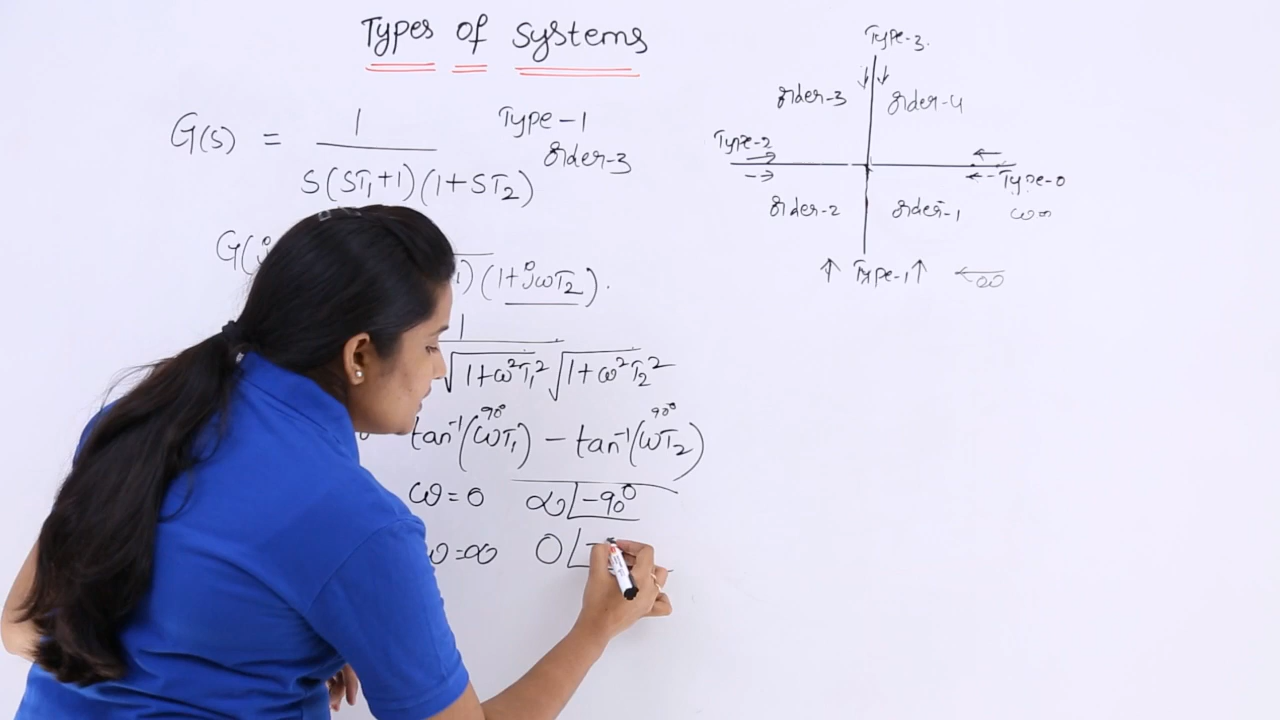 Types of Systems
G(s) = 1 / S(ST₁+1)(1+ST₂)
Type-1
Order-3
G(j
1)(1+jωT₂).
1
√1+ω²T₁² √1+ω²T₂²
90° 90°
tan⁻¹(ωT₁) − tan⁻¹(ωT₂)
ω=0 ∞∠-90°
ω=∞ 0∠-
Type-3.
Order-3 Order-4
Type-2
Type-0
Order-2 Order-1
Type-1